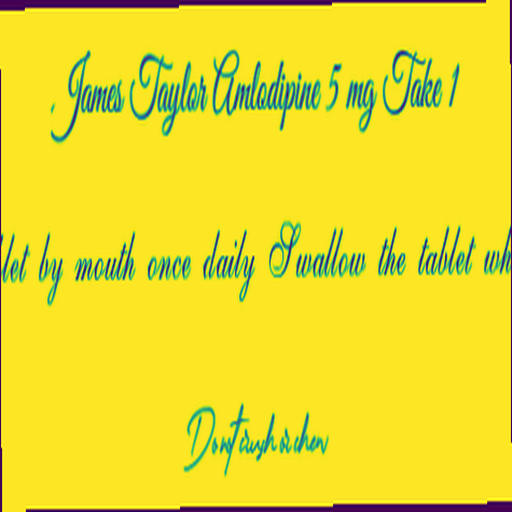 James Taylor Amlodipine 5 mg Take 1
let by mouth once daily Swallow the tablet wh
Don't crush or chew